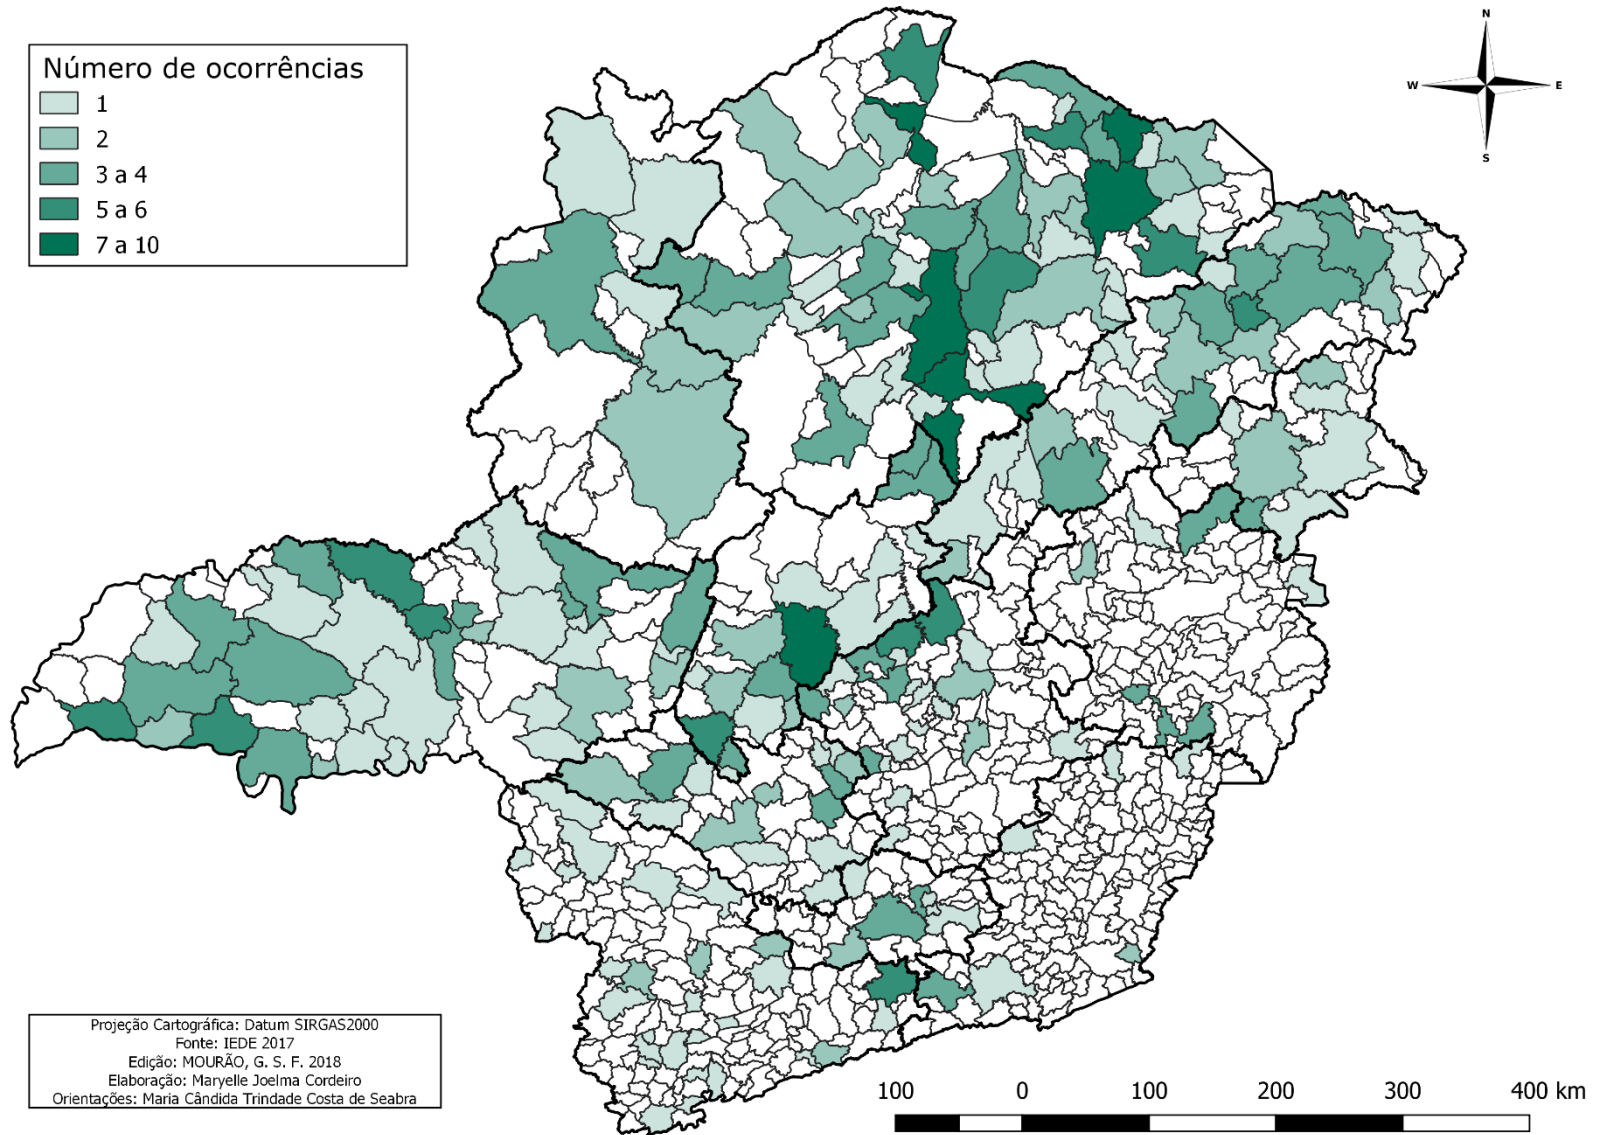 Número de ocorrências
1
2
3 a 4
5 a 6
7 a 10
N
W
E
S
Projeção Cartográfica: Datum SIRGAS2000
Fonte: IEDE 2017
Edição: MOURÃO, G. S. F. 2018
Elaboração: Maryelle Joelma Cordeiro
Orientações: Maria Cândida Trindade Costa de Seabra
100 0 100 200 300 400 km